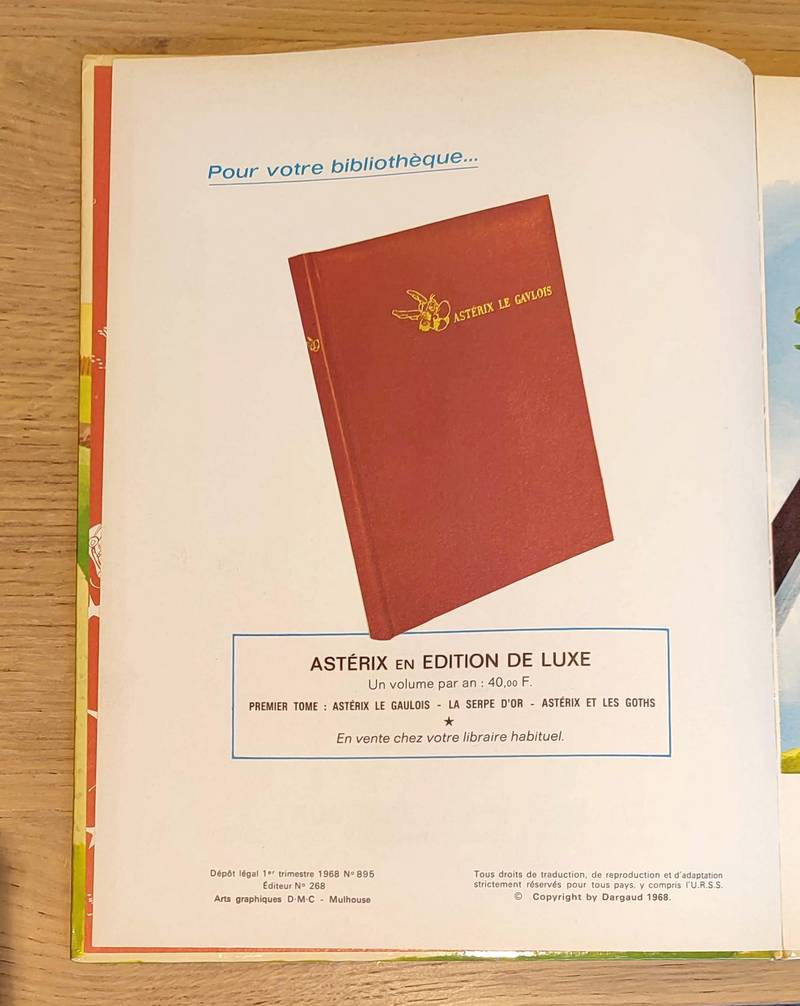 Pour votre bibliothèque...
ASTÉRIX LE GAVLOIS
ASTÉRIX EN EDITION DE LUXE
Un volume par an : 40,00 F.
PREMIER TOME : ASTÉRIX LE GAULOIS - LA SERPE D'OR - ASTÉRIX ET LES GOTHS
★
En vente chez votre libraire habituel.
Dépôt légal 1er trimestre 1968 Nº 895
Éditeur Nº 268
Arts graphiques D·M·C - Mulhouse
Tous droits de traduction, de reproduction et d'adaptation
strictement réservés pour tous pays, y compris l'U.R.S.S.
© Copyright by Dargaud 1968.